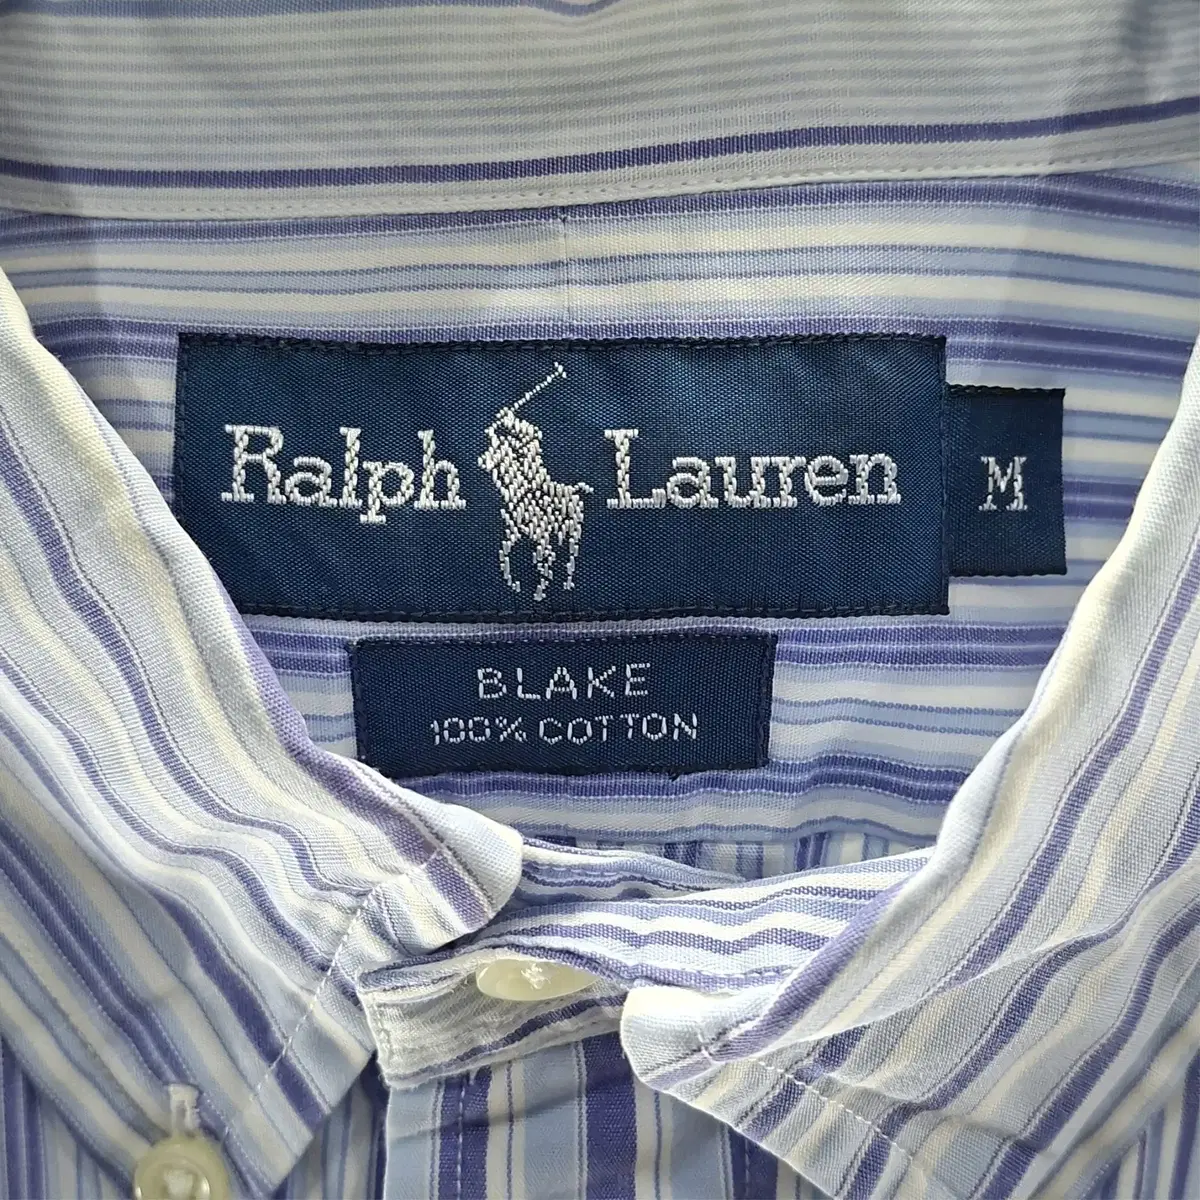 Ralph Lauren
M
BLAKE
100% COTTON